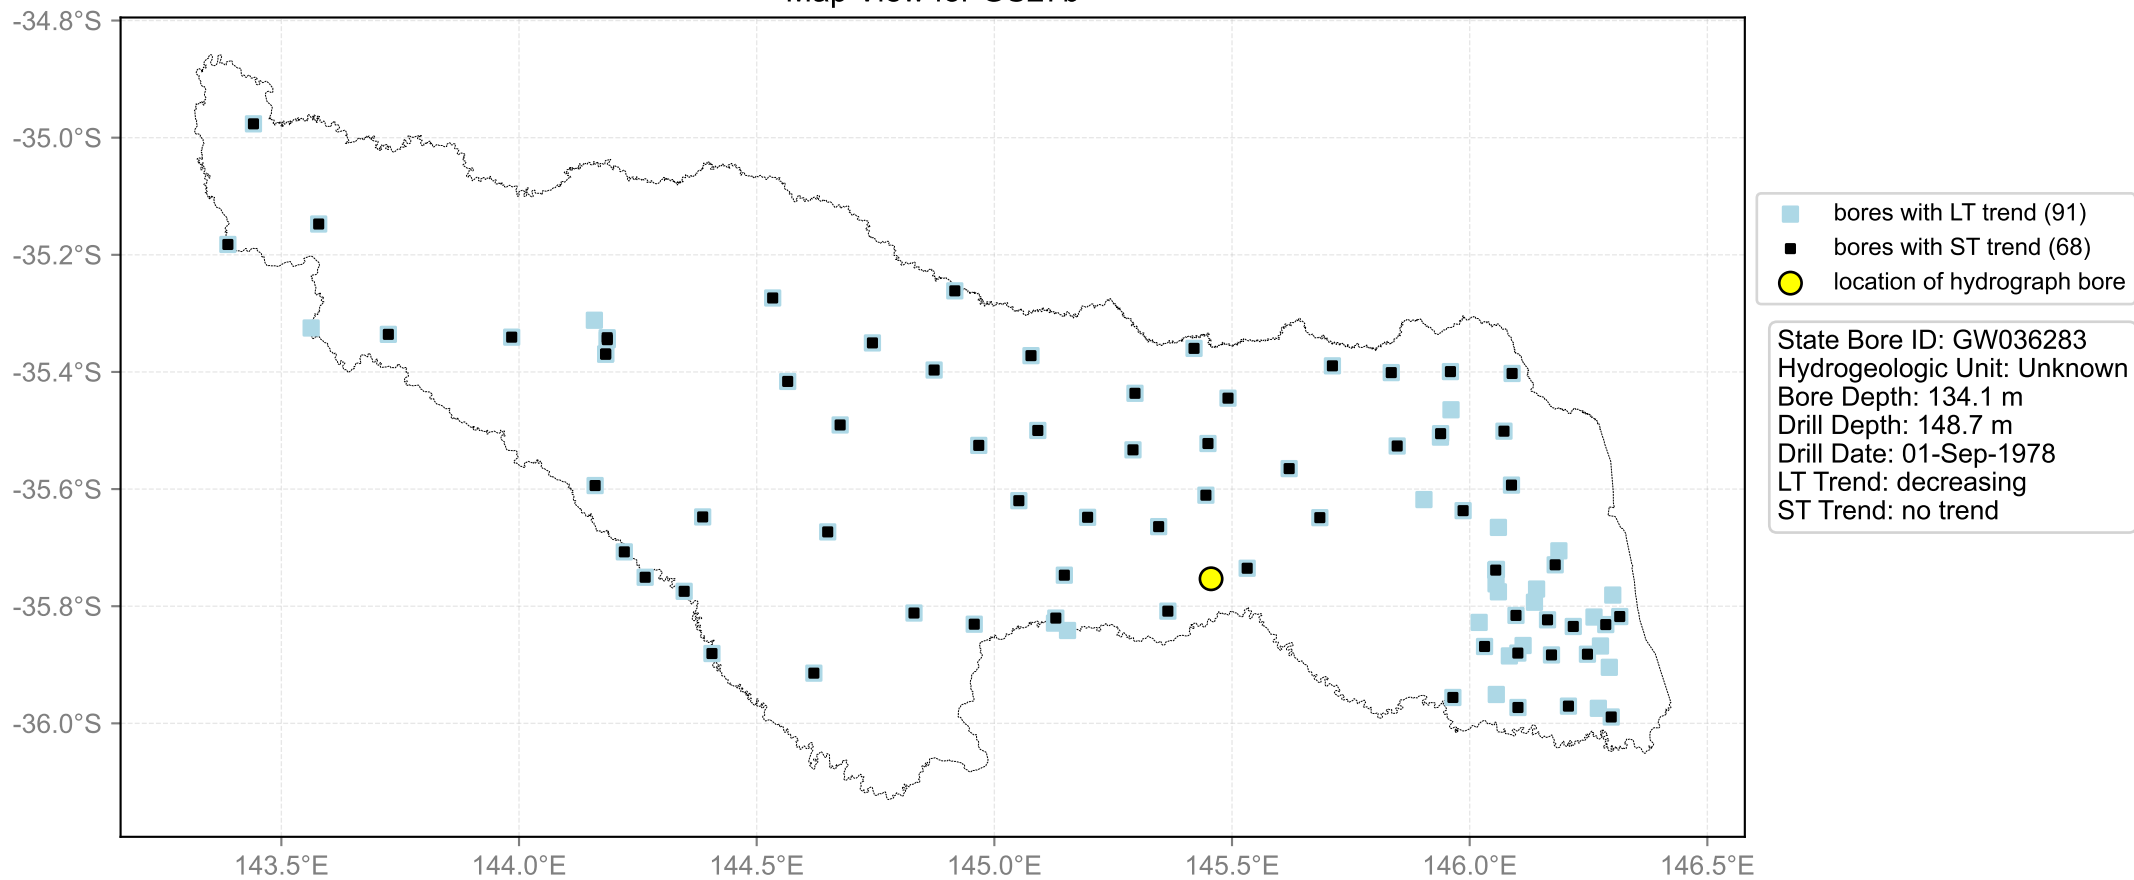 -34.8°S
-35.0°S
-35.2°S
-35.4°S
-35.6°S
-35.8°S
-36.0°S
143.5°E
144.0°E
144.5°E
145.0°E
145.5°E
146.0°E
146.5°E
bores with LT trend (91)
bores with ST trend (68)
location of hydrograph bore
State Bore ID: GW036283
Hydrogeologic Unit: Unknown
Bore Depth: 134.1 m
Drill Depth: 148.7 m
Drill Date: 01-Sep-1978
LT Trend: decreasing
ST Trend: no trend